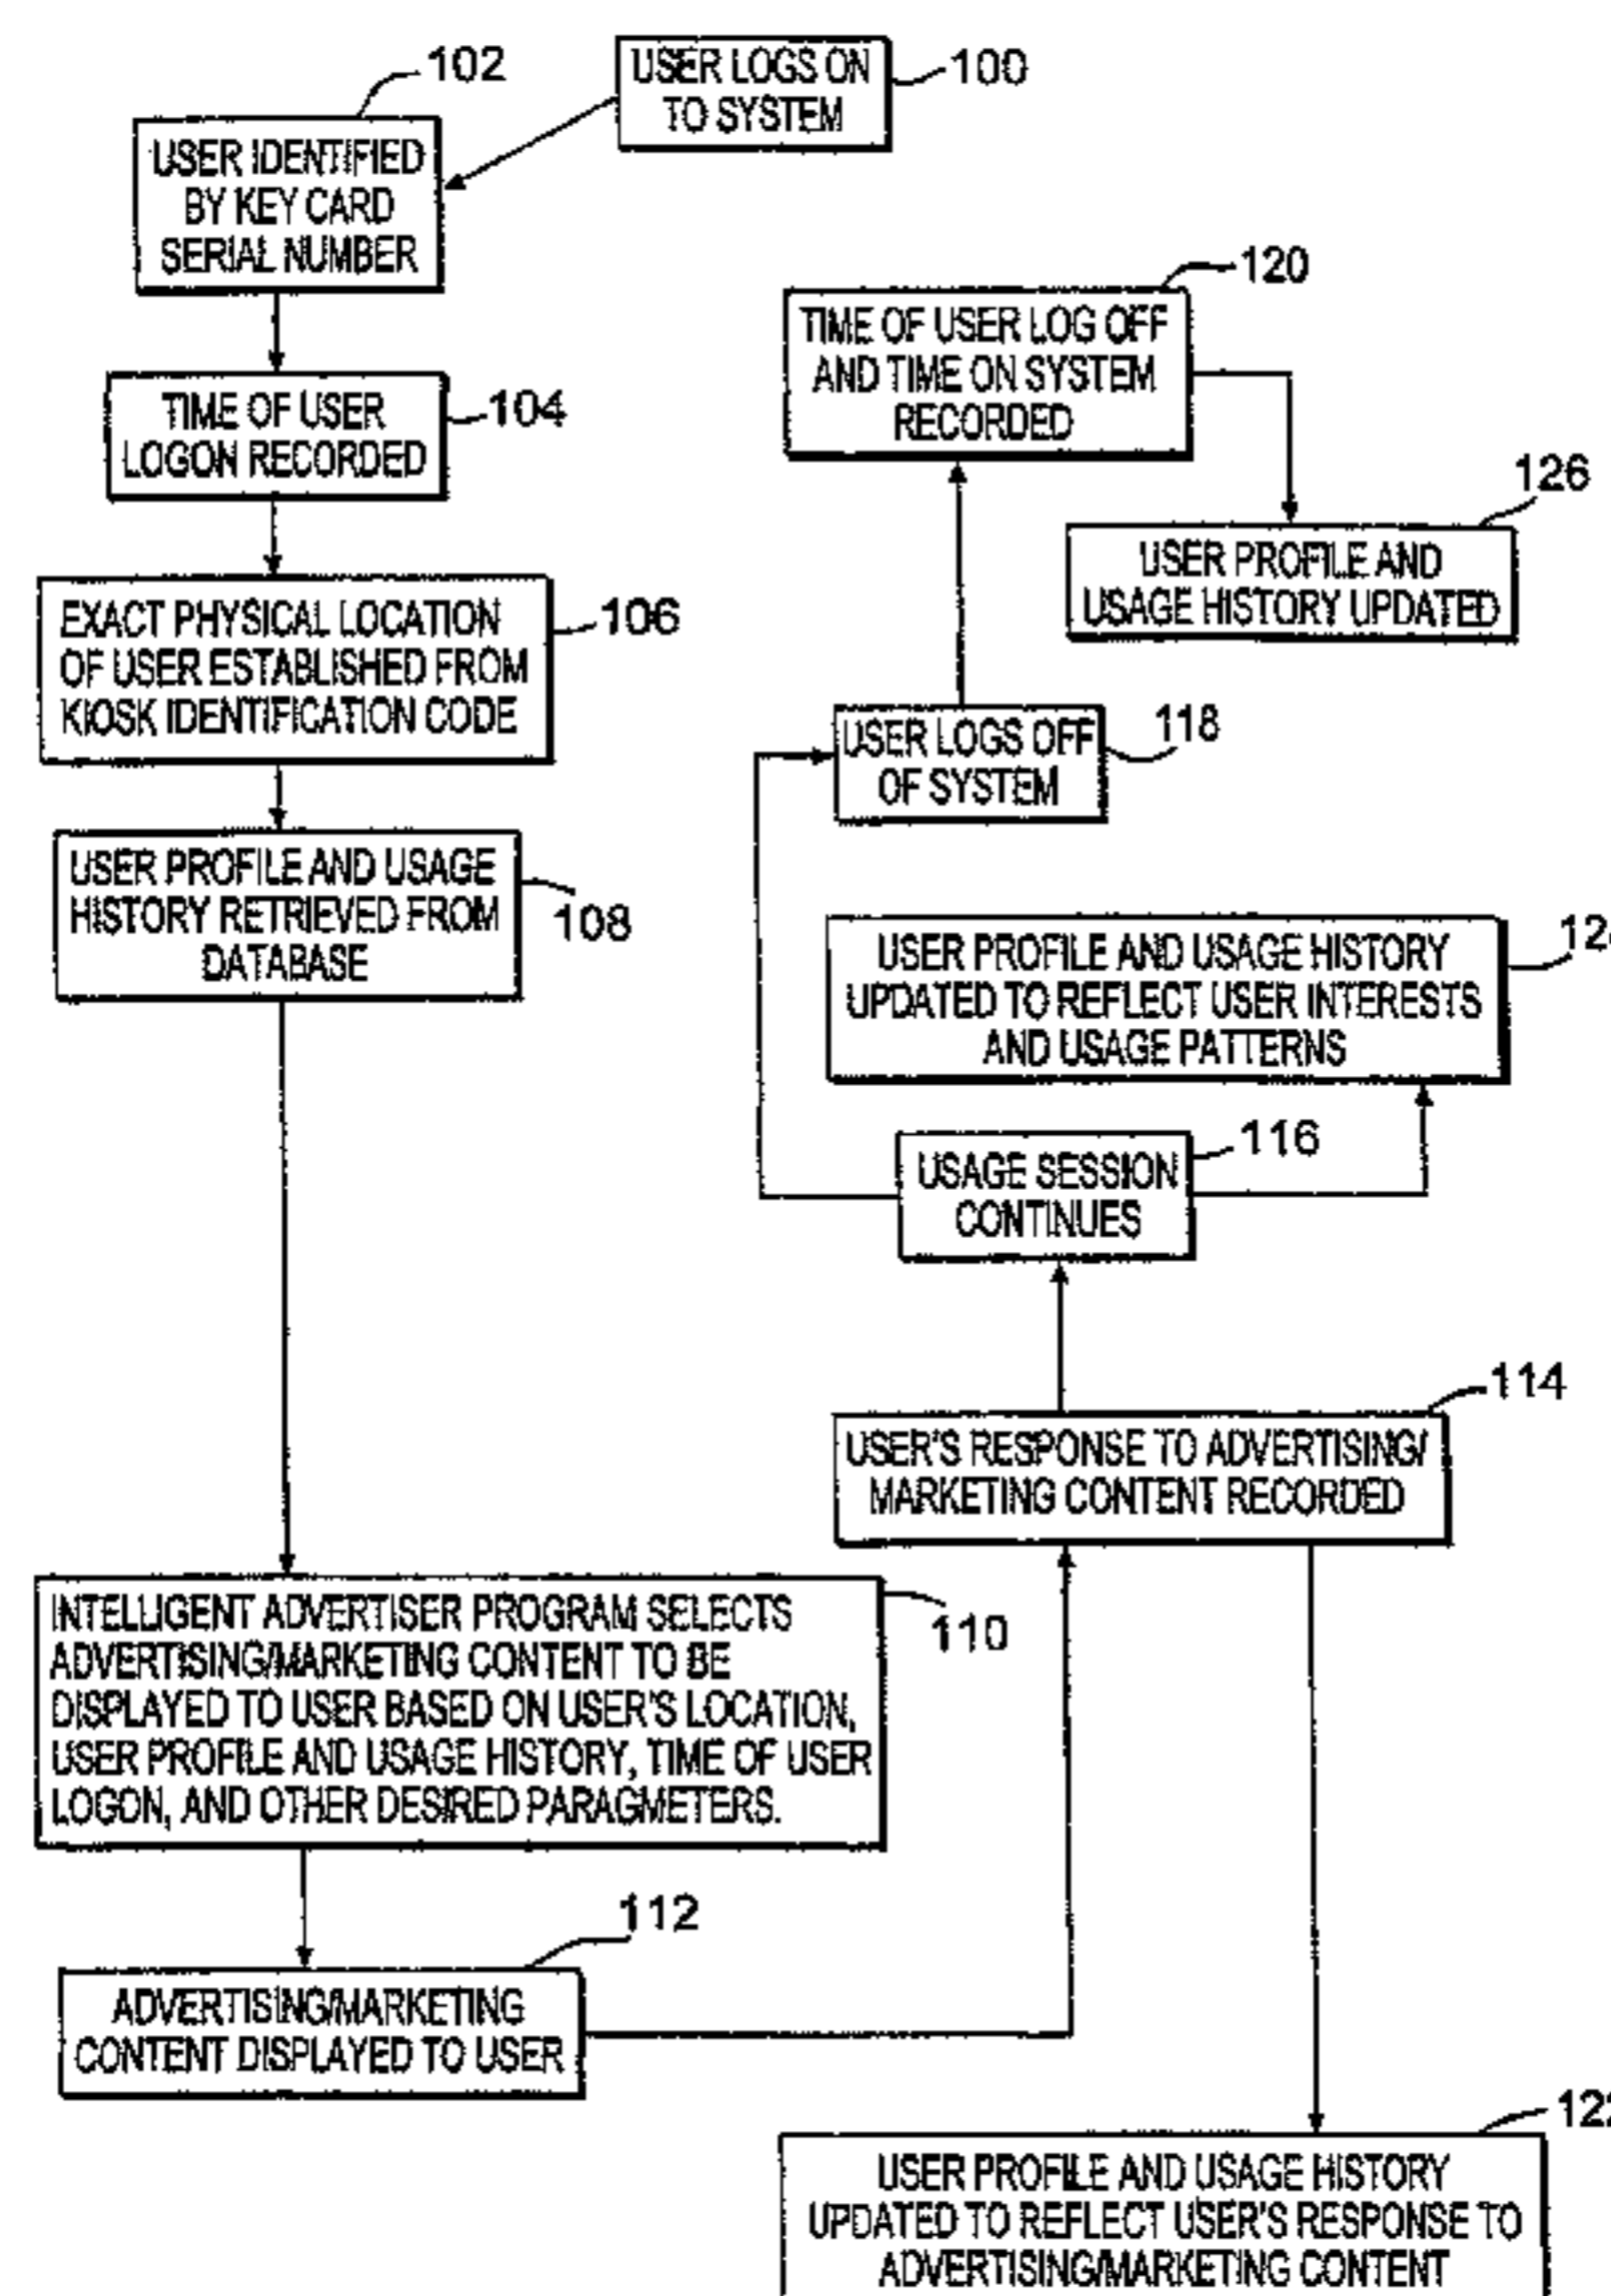 100
USER LOGS ON
TO SYSTEM
102
USER IDENTIFIED
BY KEY CARD
SERIAL NUMBER
104
TIME OF USER
LOGON RECORDED
106
EXACT PHYSICAL LOCATION
OF USER ESTABLISHED FROM
KIOSK IDENTIFICATION CODE
108
USER PROFILE AND USAGE
HISTORY RETRIEVED FROM
DATABASE
110
INTELLIGENT ADVERTISER PROGRAM SELECTS
ADVERTISING/MARKETING CONTENT TO BE
DISPLAYED TO USER BASED ON USER'S LOCATION,
USER PROFILE AND USAGE HISTORY, TIME OF USER
LOGON, AND OTHER DESIRED PARAGMETERS.
112
ADVERTISING/MARKETING
CONTENT DISPLAYED TO USER
114
USER'S RESPONSE TO ADVERTISING/
MARKETING CONTENT RECORDED
116
USAGE SESSION
CONTINUES
118
USER LOGS OFF
OF SYSTEM
120
TIME OF USER LOG OFF
AND TIME ON SYSTEM
RECORDED
126
USER PROFILE AND
USAGE HISTORY UPDATED
USER PROFILE AND USAGE HISTORY
UPDATED TO REFLECT USER INTERESTS
AND USAGE PATTERNS
USER PROFILE AND USAGE HISTORY
UPDATED TO REFLECT USER'S RESPONSE TO
ADVERTISING/MARKETING CONTENT